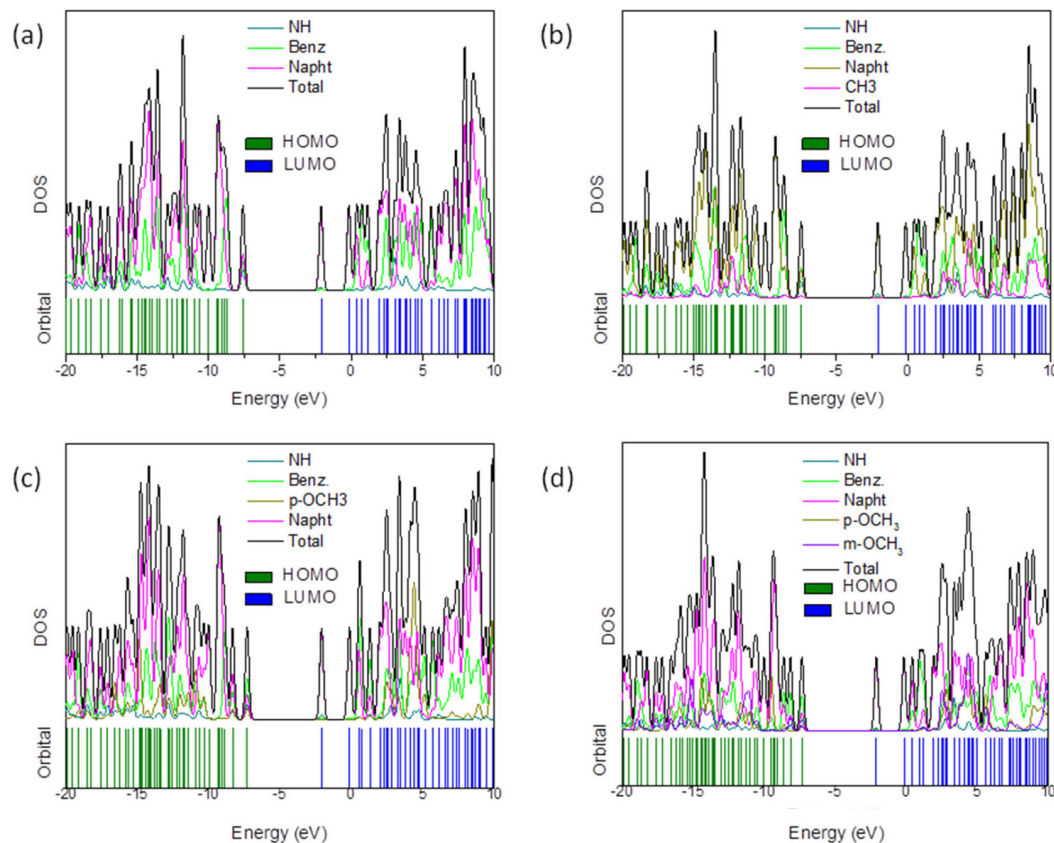 (a)
NH
Benz
Napht
Total
HOMO
LUMO
DOS
Orbital
-20 -15 -10 -5 0 5 10
Energy (eV)
(b)
NH
Benz.
Napht
CH3
Total
HOMO
LUMO
DOS
Orbital
-20 -15 -10 -5 0 5 10
Energy (eV)
(c)
NH
Benz.
p-OCH3
Napht
Total
HOMO
LUMO
DOS
Orbital
-20 -15 -10 -5 0 5 10
Energy (eV)
(d)
NH
Benz.
Napht
p-OCH₃
m-OCH₃
Total
HOMO
LUMO
DOS
Orbital
-20 -15 -10 -5 0 5 10
Energy (eV)